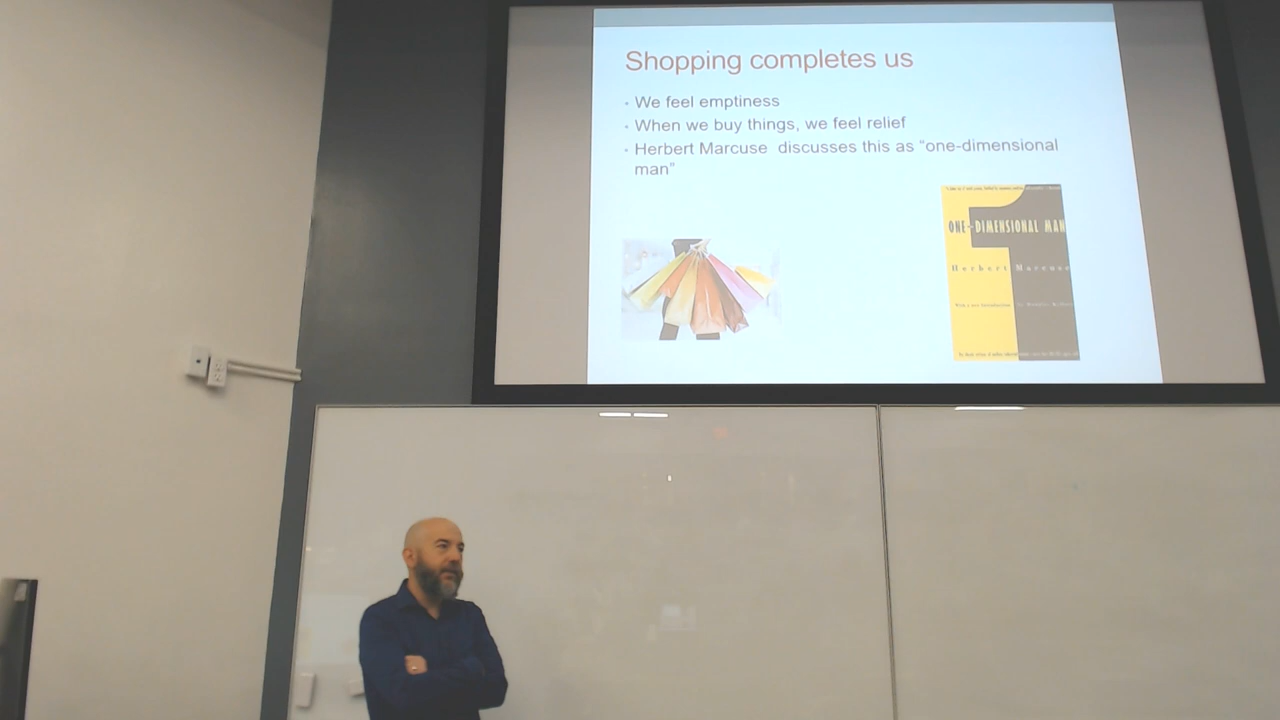 Shopping completes us
• We feel emptiness
• When we buy things, we feel relief
• Herbert Marcuse discusses this as "one-dimensional
man"
ONE-DIMENSIONAL MAN
Herbert Marcuse